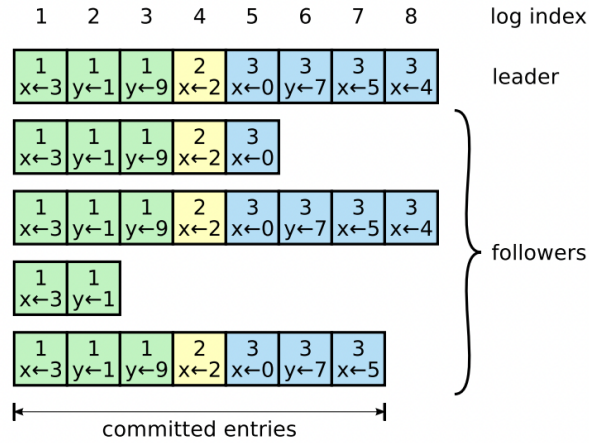 1 2 3 4 5 6 7 8 log index
1 1 1 2 3 3 3 3
x←3 y←1 y←9 x←2 x←0 y←7 x←5 x←4
leader
1 1 1 2 3
x←3 y←1 y←9 x←2 x←0
1 1 1 2 3 3 3 3
x←3 y←1 y←9 x←2 x←0 y←7 x←5 x←4
followers
1 1
x←3 y←1
1 1 1 2 3 3 3
x←3 y←1 y←9 x←2 x←0 y←7 x←5
committed entries